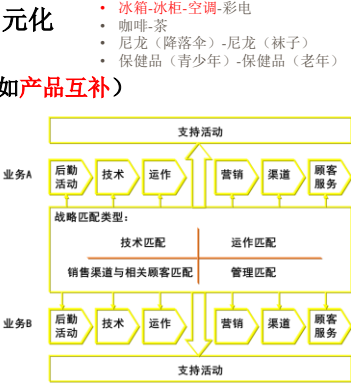 元化
• 冰箱-冰柜-空调-彩电
• 咖啡-茶
• 尼龙（降落伞）-尼龙（袜子）
• 保健品（青少年）-保健品（老年）
如产品互补）
支持活动
业务A 后勤活动 技术 运作 营销 渠道 顾客服务
战略匹配类型：
技术匹配 运作匹配
销售渠道与相关顾客匹配 管理匹配
业务B 后勤活动 技术 运作 营销 渠道 顾客服务
支持活动